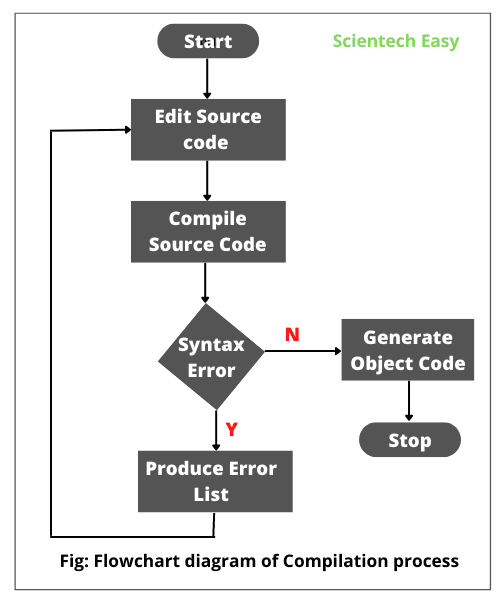 Start
Scientech Easy
Edit Source
code
Compile
Source Code
Syntax
Error
N
Generate
Object Code
Y
Stop
Produce Error
List
Fig: Flowchart diagram of Compilation process